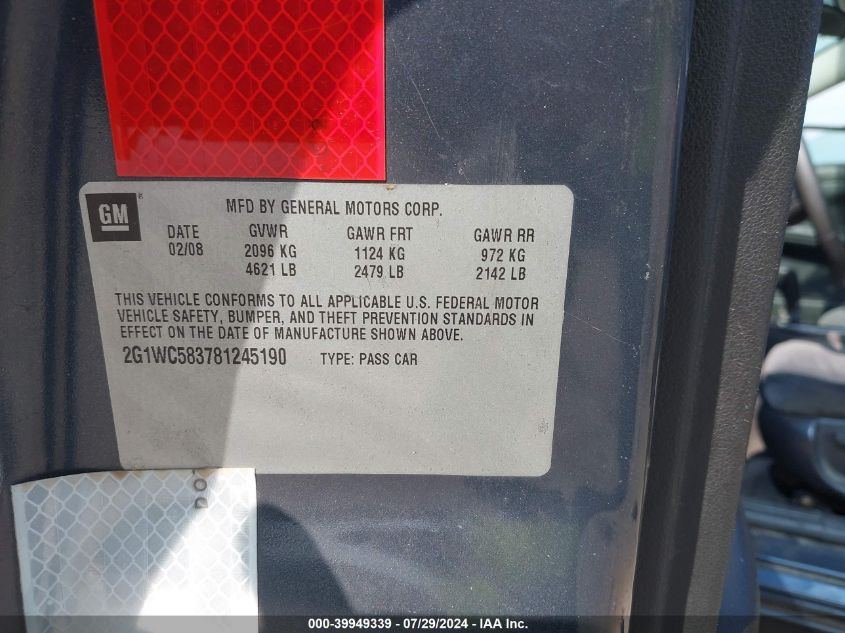 GM
MFD BY GENERAL MOTORS CORP.
DATE GVWR GAWR FRT GAWR RR
02/08 2096 KG 1124 KG 972 KG
4621 LB 2479 LB 2142 LB
THIS VEHICLE CONFORMS TO ALL APPLICABLE U.S. FEDERAL MOTOR
VEHICLE SAFETY, BUMPER, AND THEFT PREVENTION STANDARDS IN
EFFECT ON THE DATE OF MANUFACTURE SHOWN ABOVE.
2G1WC583781245190 TYPE: PASS CAR
000-39949339 / 07/29/2024 - IAA Inc.